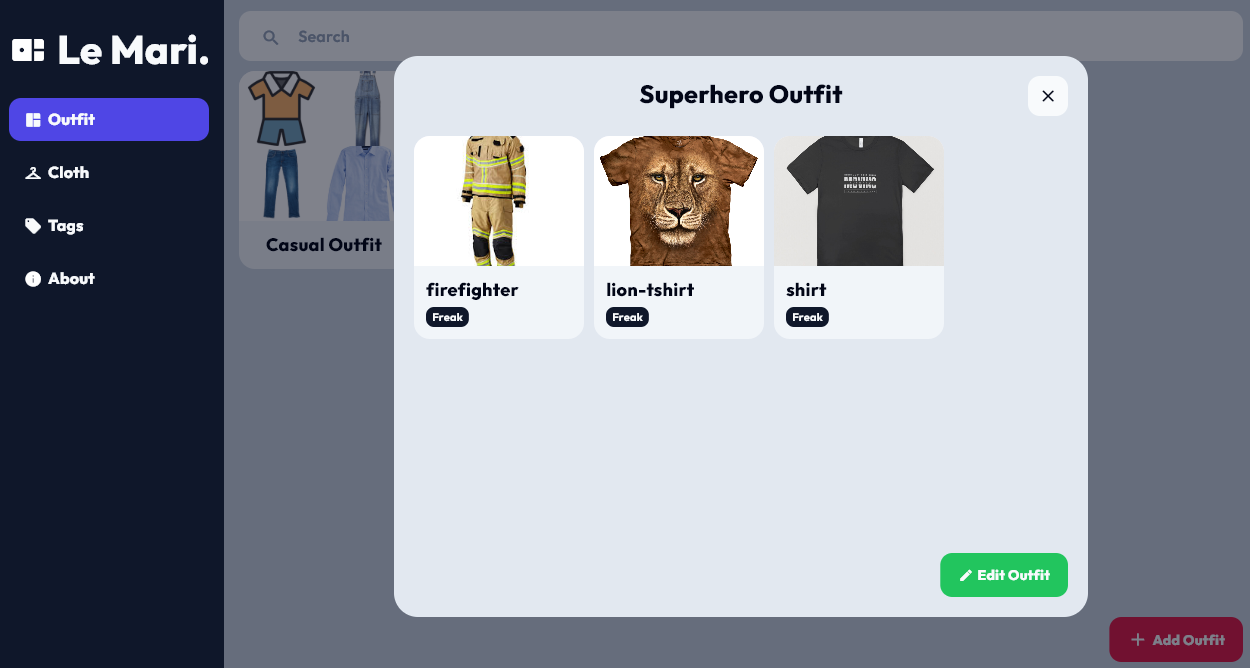 Le Mari.
Outfit
Cloth
Tags
About
Search
Casual Outfit
Superhero Outfit
firefighter
Freak
lion-tshirt
Freak
shirt
Freak
Edit Outfit
Add Outfit